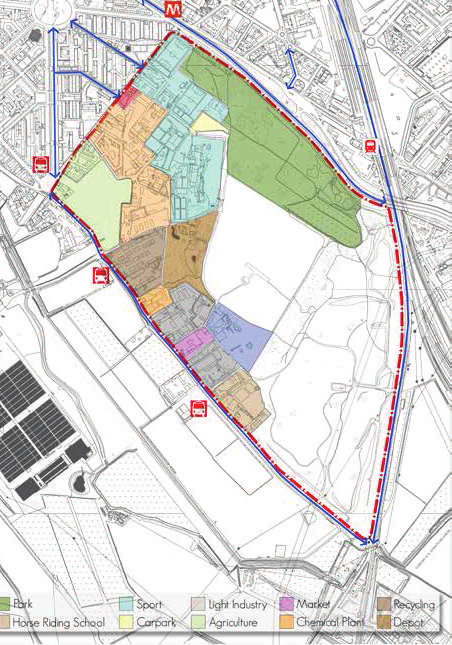 M
Park Sport Light Industry Market Recycling
Horse Riding School Carpark Agriculture Chemical Plant Depot